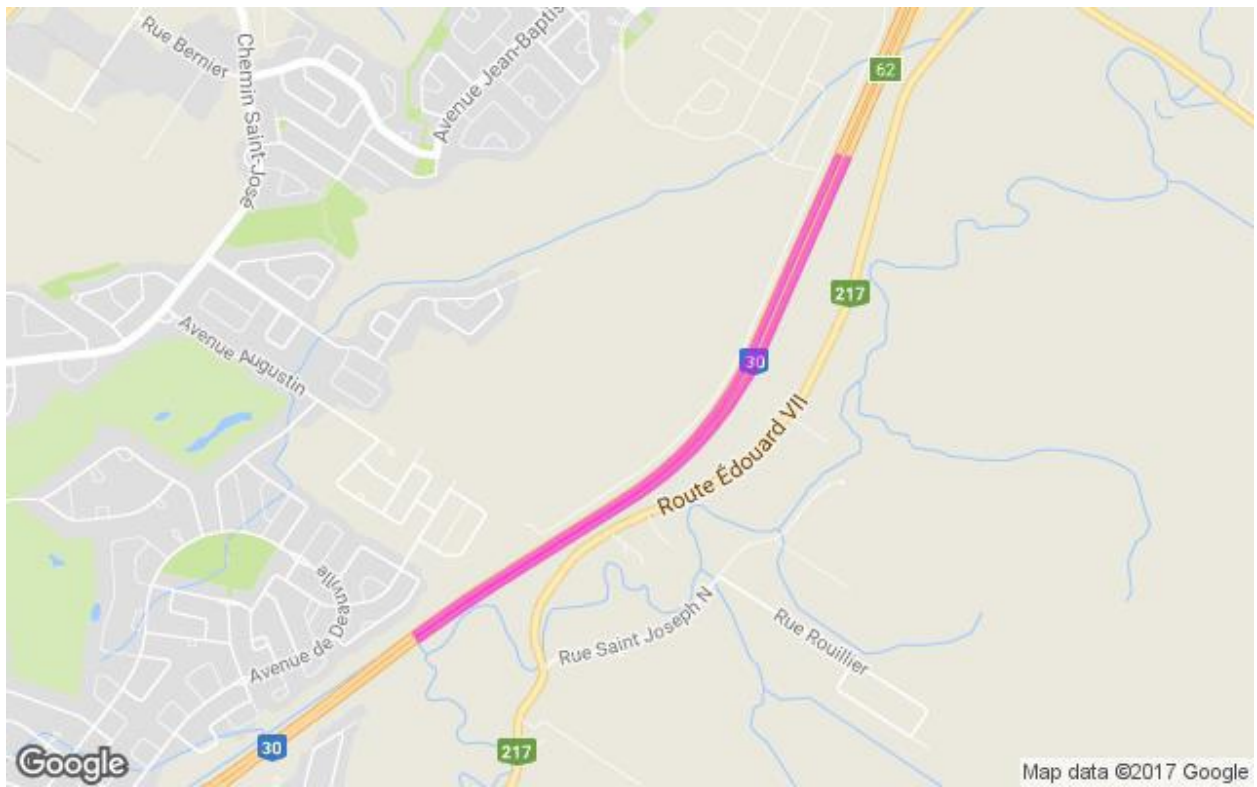 Rue Bernier
Chemin Saint-José
Avenue Jean-Baptis
62
217
30
Avenue Augustin
Route Édouard VII
Avenue de Deauville
Rue Saint Joseph N
Rue Rouillier
30
217
Google
Map data ©2017 Google